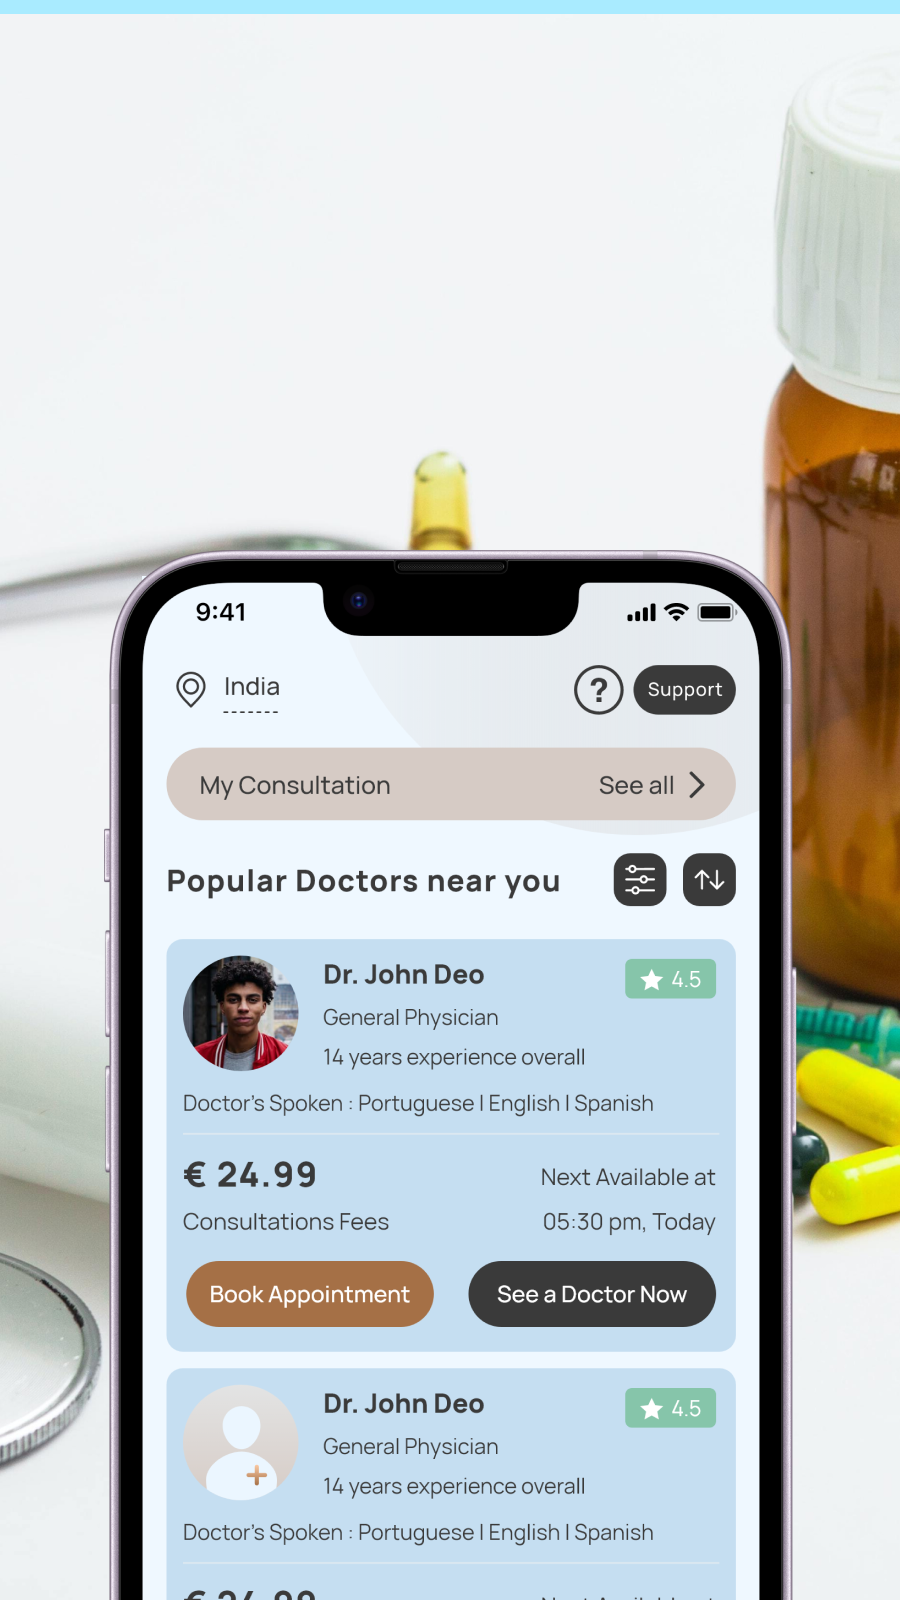 9:41
India
?
Support
My Consultation
See all
Popular Doctors near you
Dr. John Deo
4.5
General Physician
14 years experience overall
Doctor's Spoken : Portuguese | English | Spanish
€ 24.99
Next Available at
Consultations Fees
05:30 pm, Today
Book Appointment
See a Doctor Now
Dr. John Deo
4.5
General Physician
14 years experience overall
Doctor's Spoken : Portuguese | English | Spanish
€ 24.99